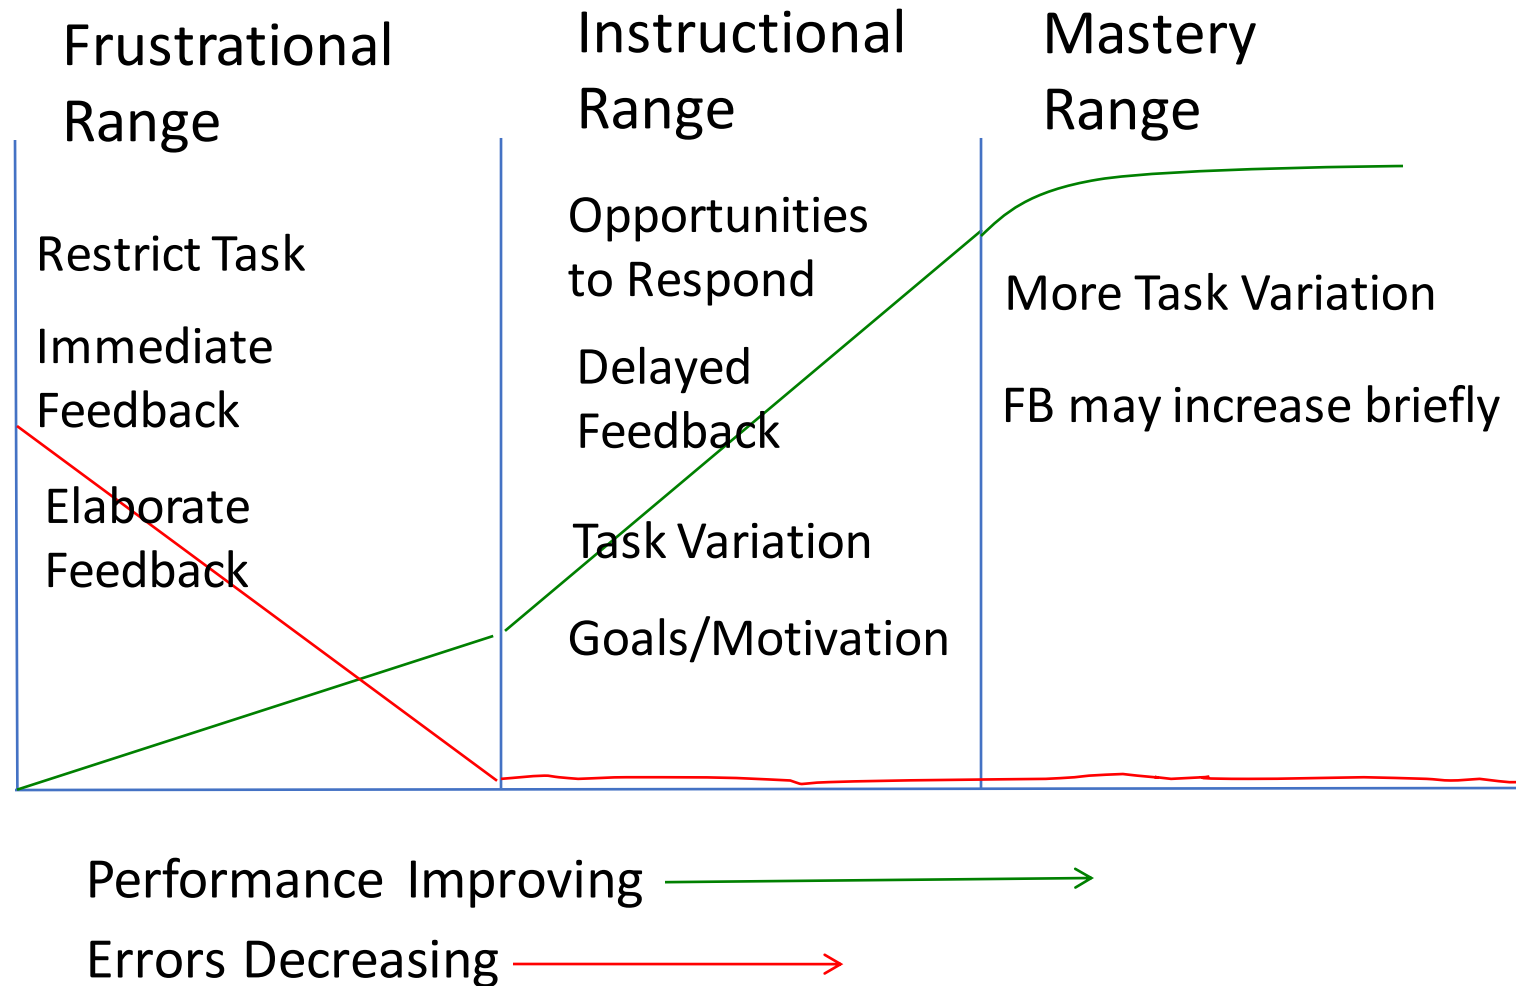 Frustrational
Range
Restrict Task
Immediate
Feedback
Elaborate
Feedback
Instructional
Range
Opportunities
to Respond
Delayed
Feedback
Task Variation
Goals/Motivation
Mastery
Range
More Task Variation
FB may increase briefly
Performance Improving
Errors Decreasing